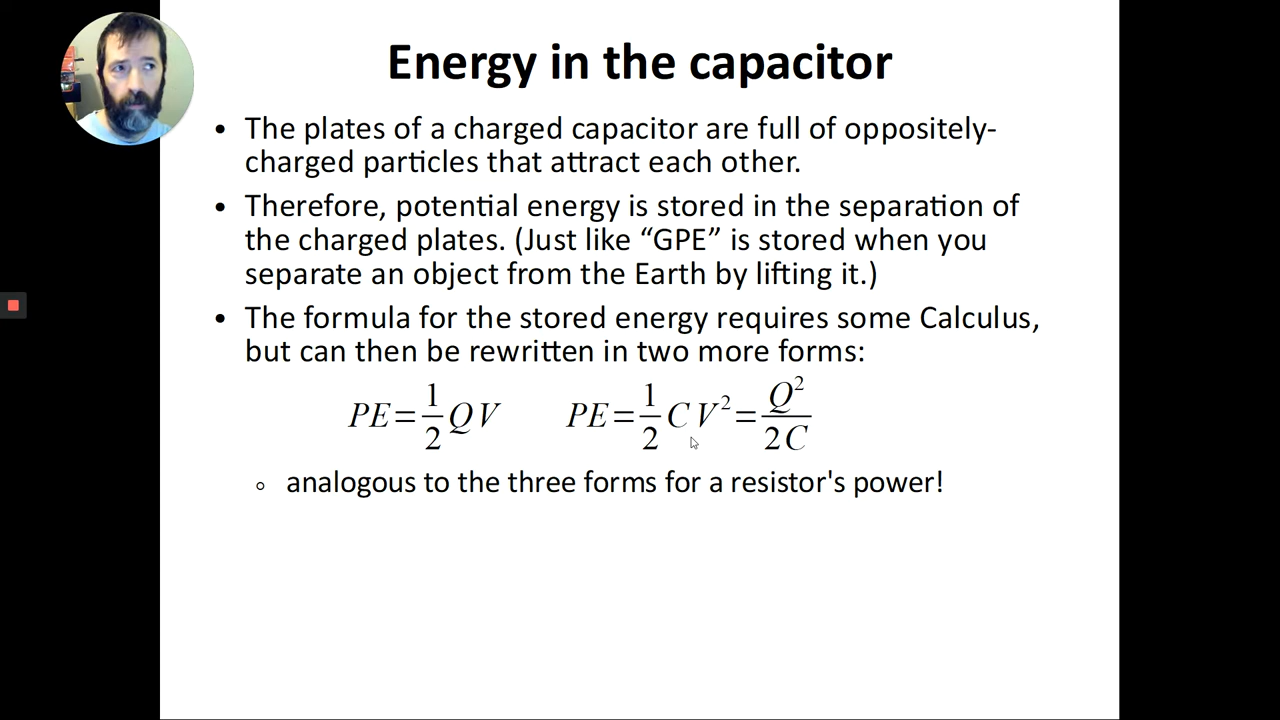 Energy in the capacitor
• The plates of a charged capacitor are full of oppositely-
charged particles that attract each other.
• Therefore, potential energy is stored in the separation of
the charged plates. (Just like “GPE” is stored when you
separate an object from the Earth by lifting it.)
• The formula for the stored energy requires some Calculus,
but can then be rewritten in two more forms:
PE=\frac{1}{2}QV PE=\frac{1}{2}CV^2=\frac{Q^2}{2C}
◦ analogous to the three forms for a resistor's power!